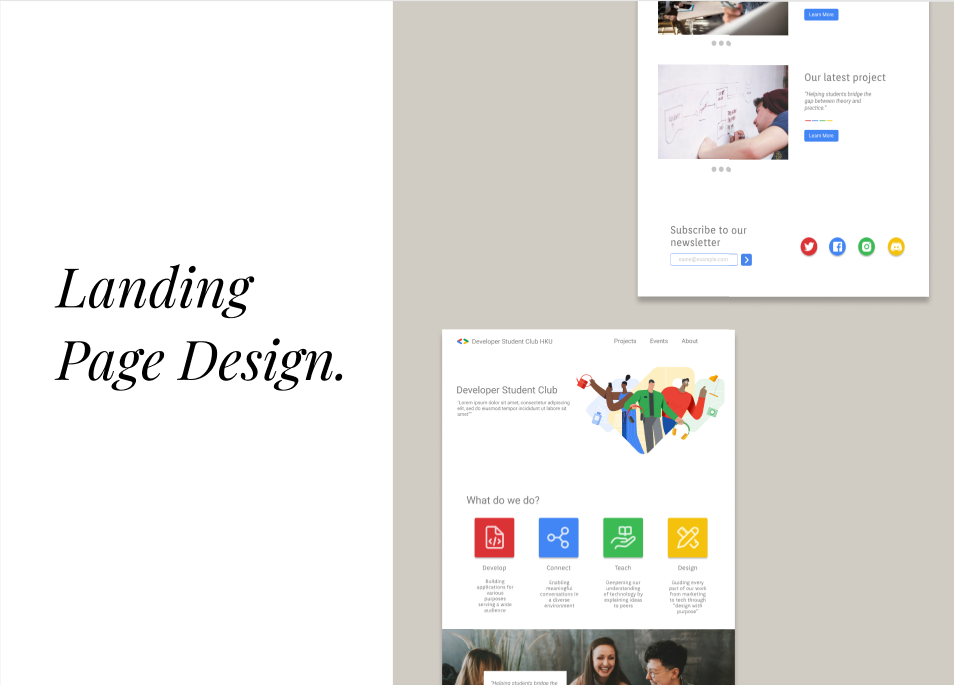 Landing
Page Design.
Learn More
Our latest project
"Helping students bridge the
gap between theory and
practice."
Learn More
Subscribe to our
newsletter
name@example.com
Developer Student Club HKU
Projects Events About
Developer Student Club
"Lorem ipsum dolor sit amet, consectetur adipiscing
elit, sed do eiusmod tempor incididunt ut labore sit
amet"
What do we do?
Develop
Building
applications for
various
purposes
serving a wide
audience
Connect
Enabling
meaningful
conversations in
a diverse
environment
Teach
Deepening our
understanding
of technology by
explaining ideas
to peers
Design
Guiding every
part of our work
from marketing
to tech through
"design with
purpose"
"Helping students bridge the